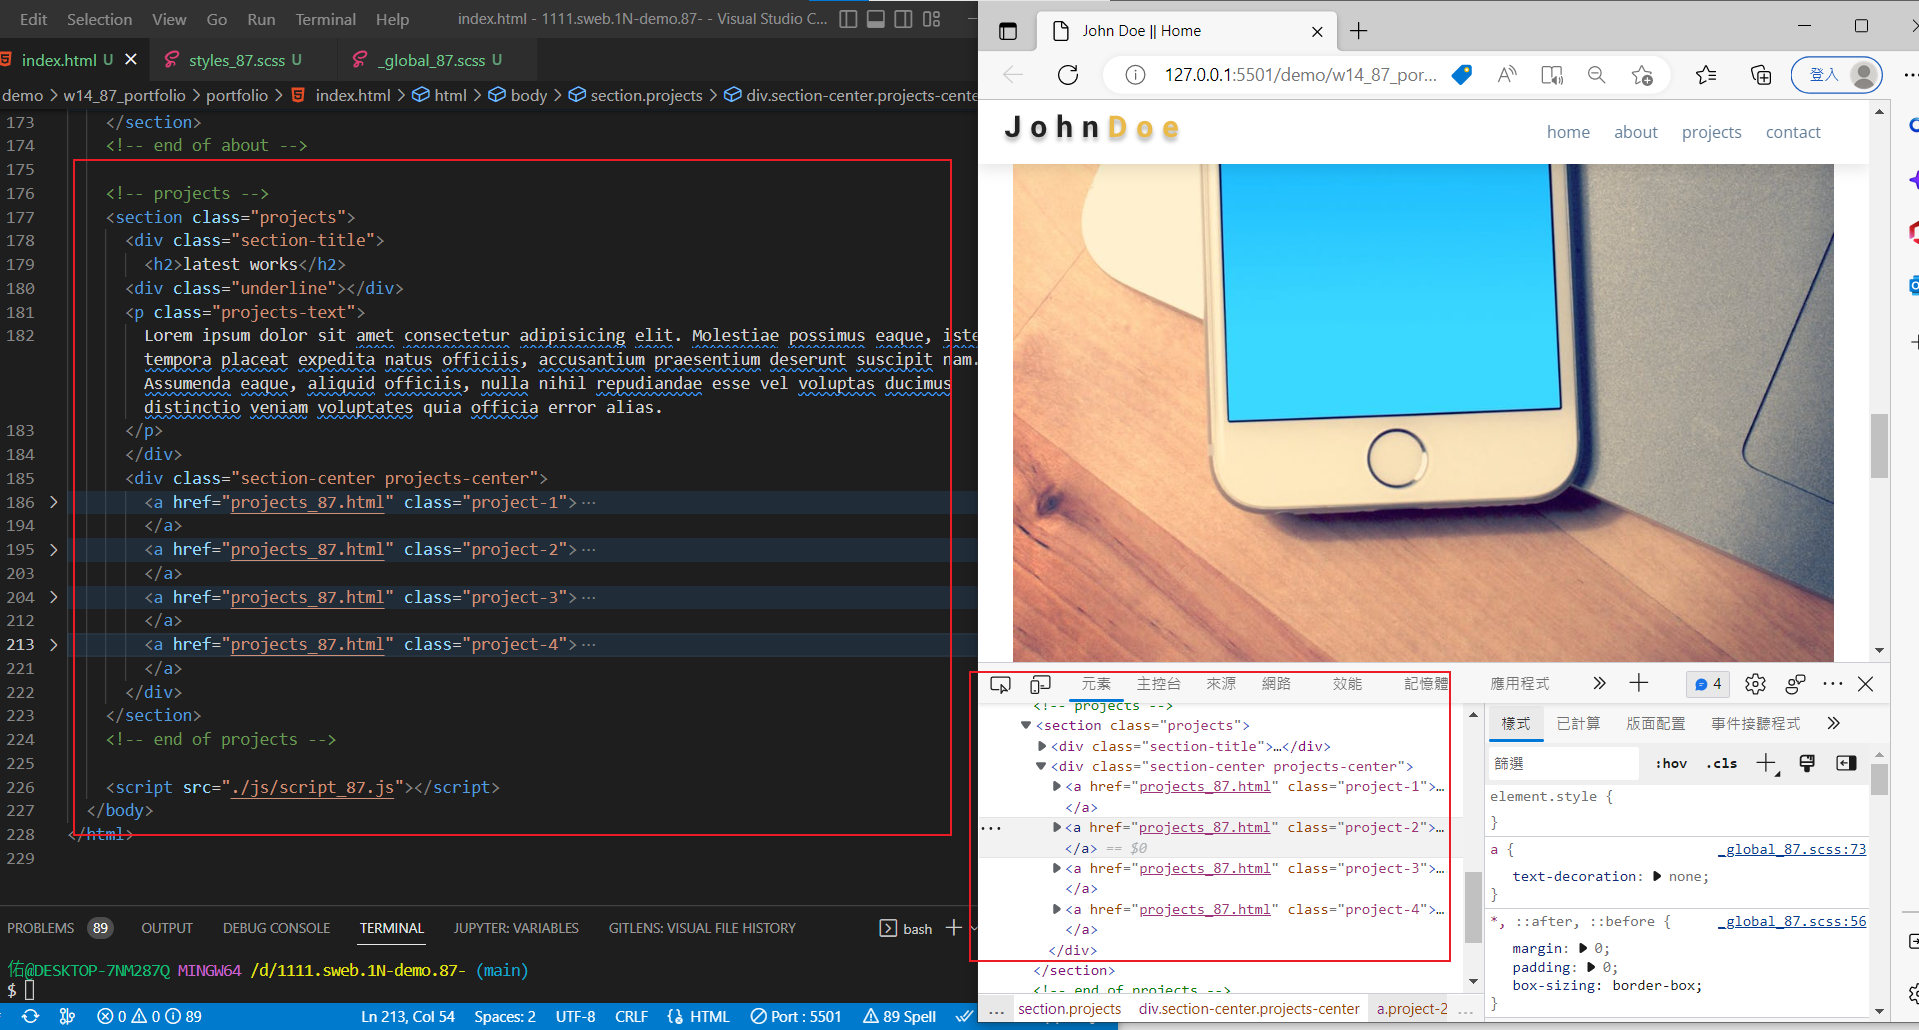 Edit Selection View Go Run Terminal Help index.html - 1111.sweb.1N-demo.87- - Visual Studio C...
index.html U styles_87.scss U _global_87.scss U
demo > w14_87_portfolio > portfolio > index.html > html > body > section.projects > div.section-center.projects-cente
173 </section>
174 <!-- end of about -->
175
176 <!-- projects -->
177 <section class="projects">
178 <div class="section-title">
179 <h2>latest works</h2>
180 <div class="underline"></div>
181 <p class="projects-text">
182 Lorem ipsum dolor sit amet consectetur adipisicing elit. Molestiae possimus eaque, iste
tempora placeat expedita natus officiis, accusantium praesentium deserunt suscipit nam.
Assumenda eaque, aliquid officiis, nulla nihil repudiandae esse vel voluptas ducimus
distinctio veniam voluptates quia officia error alias.
183 </p>
184 </div>
185 <div class="section-center projects-center">
186 <a href="projects_87.html" class="project-1">...
194 </a>
195 <a href="projects_87.html" class="project-2">...
203 </a>
204 <a href="projects_87.html" class="project-3">...
212 </a>
213 <a href="projects_87.html" class="project-4">...
221 </a>
222 </div>
223 </section>
224 <!-- end of projects -->
225
226 <script src="./js/script_87.js"></script>
227 </body>
228 </html>
229
PROBLEMS 89 OUTPUT DEBUG CONSOLE TERMINAL JUPYTER: VARIABLES GITLENS: VISUAL FILE HISTORY bash
佑@DESKTOP-7NM287Q MINGW64 /d/1111.sweb.1N-demo.87- (main)
$
0 0 89 Ln 213, Col 54 Spaces: 2 UTF-8 CRLF HTML Port : 5501 89 Spell
John Doe || Home
127.0.0.1:5501/demo/w14_87_por... 登入
JohnDoe home about projects contact
元素 主控台 來源 網路 效能 記憶體 應用程式 4
<!-- projects -->
<section class="projects">
<div class="section-title">…</div>
<div class="section-center projects-center">
<a href="projects_87.html" class="project-1">…
</a>
<a href="projects_87.html" class="project-2">…
</a> == $0
<a href="projects_87.html" class="project-3">…
</a>
<a href="projects_87.html" class="project-4">…
</a>
</div>
</section>
<!-- end of projects -->
... section.projects div.section-center.projects-center a.project-2 ...
樣式 已計算 版面配置 事件接聽程式
篩選 :hov .cls
element.style {
}
a { _global_87.scss:73
text-decoration: none;
}
*, ::after, ::before { _global_87.scss:56
margin: 0;
padding: 0;
box-sizing: border-box;
}